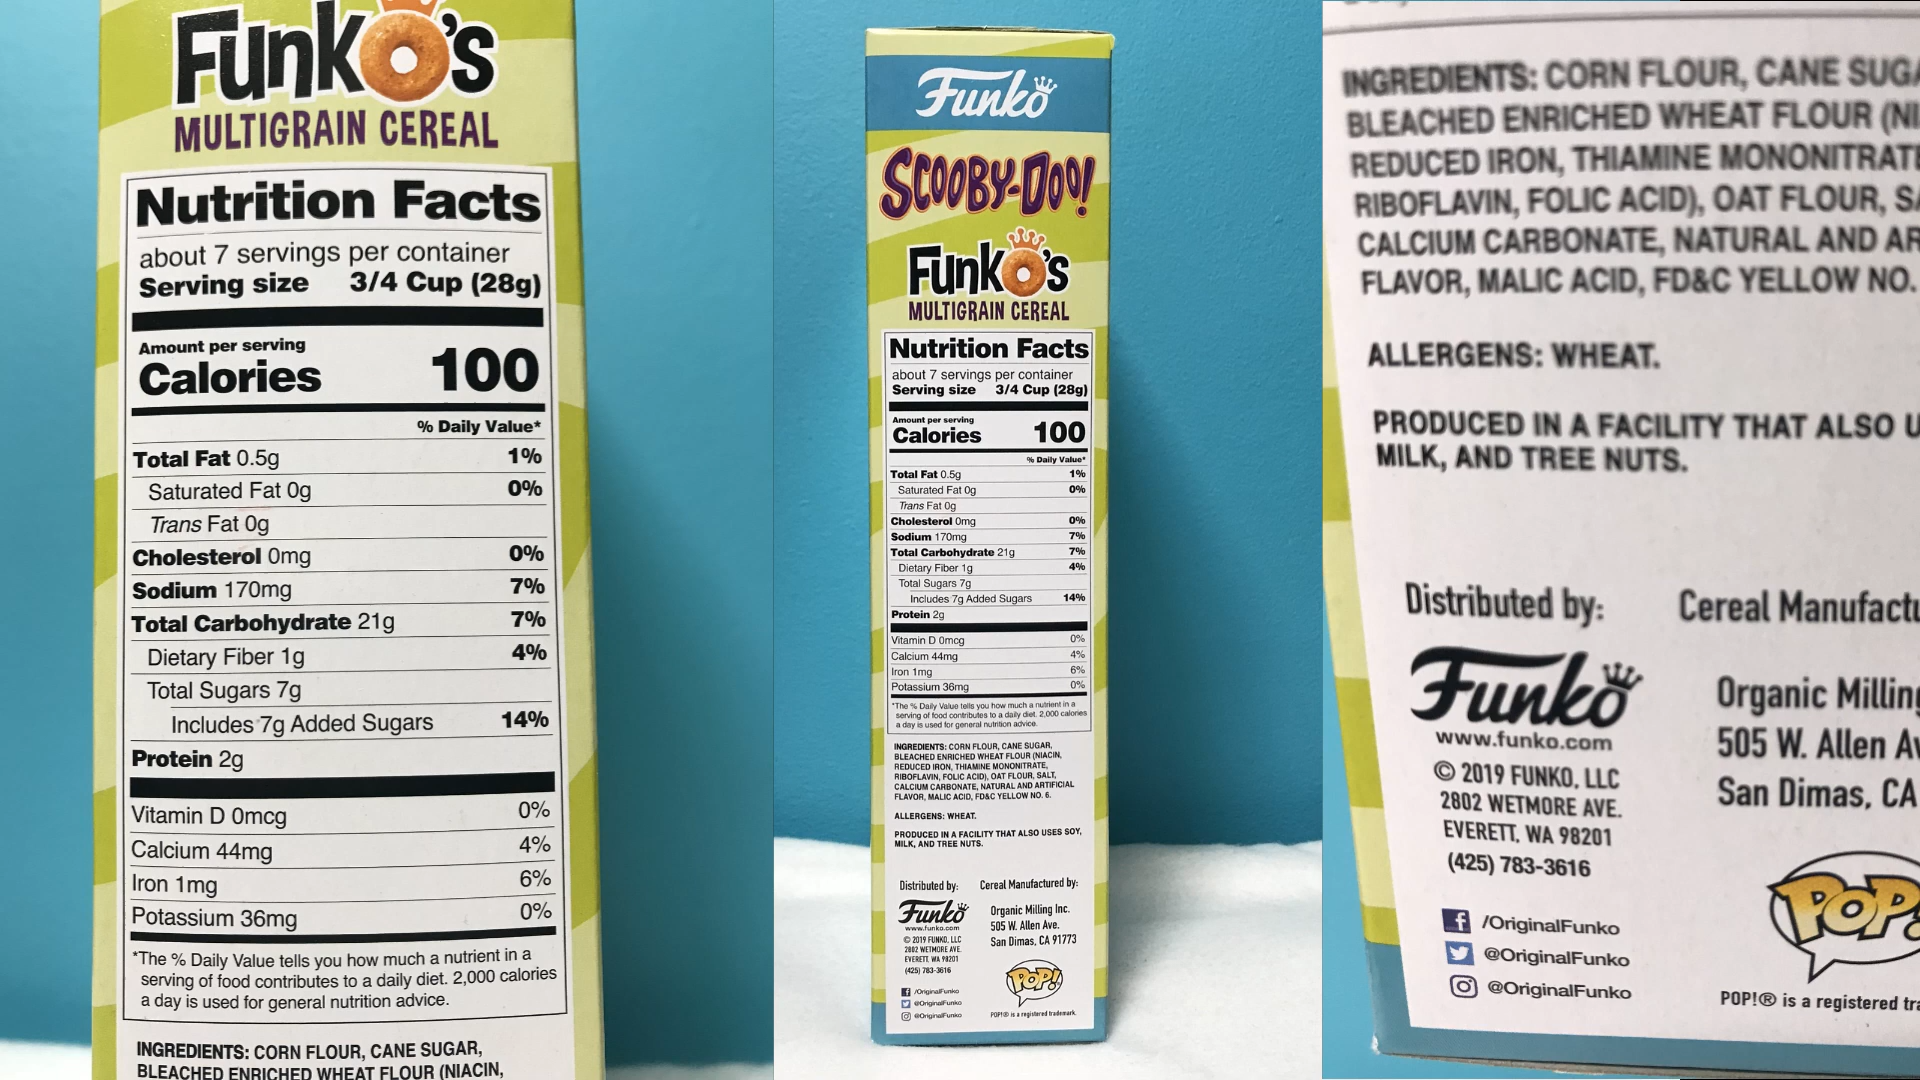 Funko's
MULTIGRAIN CEREAL
Nutrition Facts
about 7 servings per container
Serving size 3/4 Cup (28g)
Amount per serving
Calories 100
% Daily Value*
Total Fat 0.5g 1%
Saturated Fat 0g 0%
Trans Fat 0g
Cholesterol 0mg 0%
Sodium 170mg 7%
Total Carbohydrate 21g 7%
Dietary Fiber 1g 4%
Total Sugars 7g
Includes 7g Added Sugars 14%
Protein 2g
Vitamin D 0mcg 0%
Calcium 44mg 4%
Iron 1mg 6%
Potassium 36mg 0%
*The % Daily Value tells you how much a nutrient in a
serving of food contributes to a daily diet. 2,000 calories
a day is used for general nutrition advice.
INGREDIENTS: CORN FLOUR, CANE SUGAR,
BLEACHED ENRICHED WHEAT FLOUR (NIACIN,
Funko
SCOOBY-DOO!
Funko's
MULTIGRAIN CEREAL
Nutrition Facts
about 7 servings per container
Serving size 3/4 Cup (28g)
Amount per serving
Calories 100
% Daily Value*
Total Fat 0.5g 1%
Saturated Fat 0g 0%
Trans Fat 0g
Cholesterol 0mg 0%
Sodium 170mg 7%
Total Carbohydrate 21g 7%
Dietary Fiber 1g 4%
Total Sugars 7g
Includes 7g Added Sugars 14%
Protein 2g
Vitamin D 0mcg 0%
Calcium 44mg 4%
Iron 1mg 6%
Potassium 36mg 0%
*The % Daily Value tells you how much a nutrient in a
serving of food contributes to a daily diet. 2,000 calories
a day is used for general nutrition advice.
INGREDIENTS: CORN FLOUR, CANE SUGAR,
BLEACHED ENRICHED WHEAT FLOUR (NIACIN,
REDUCED IRON, THIAMINE MONONITRATE,
RIBOFLAVIN, FOLIC ACID), OAT FLOUR, SALT,
CALCIUM CARBONATE, NATURAL AND ARTIFICIAL
FLAVOR, MALIC ACID, FD&C YELLOW NO. 6.
ALLERGENS: WHEAT.
PRODUCED IN A FACILITY THAT ALSO USES SOY,
MILK, AND TREE NUTS.
Distributed by:
Funko
www.funko.com
© 2019 FUNKO, LLC
2802 WETMORE AVE.
EVERETT, WA 98201
(425) 783-3616
/OriginalFunko
@OriginalFunko
@OriginalFunko
Cereal Manufactured by:
Organic Milling Inc.
505 W. Allen Ave.
San Dimas, CA 91773
POP!
POP!® is a registered trademark.
INGREDIENTS: CORN FLOUR, CANE SUGA
BLEACHED ENRICHED WHEAT FLOUR (NI
REDUCED IRON, THIAMINE MONONITRATE
RIBOFLAVIN, FOLIC ACID), OAT FLOUR, SA
CALCIUM CARBONATE, NATURAL AND AR
FLAVOR, MALIC ACID, FD&C YELLOW NO.
ALLERGENS: WHEAT.
PRODUCED IN A FACILITY THAT ALSO U
MILK, AND TREE NUTS.
Distributed by:
Funko
www.funko.com
© 2019 FUNKO, LLC
2802 WETMORE AVE.
EVERETT, WA 98201
(425) 783-3616
/OriginalFunko
@OriginalFunko
@OriginalFunko
Cereal Manufactu
Organic Milling
505 W. Allen Av
San Dimas, CA
POP!
POP!® is a registered tra